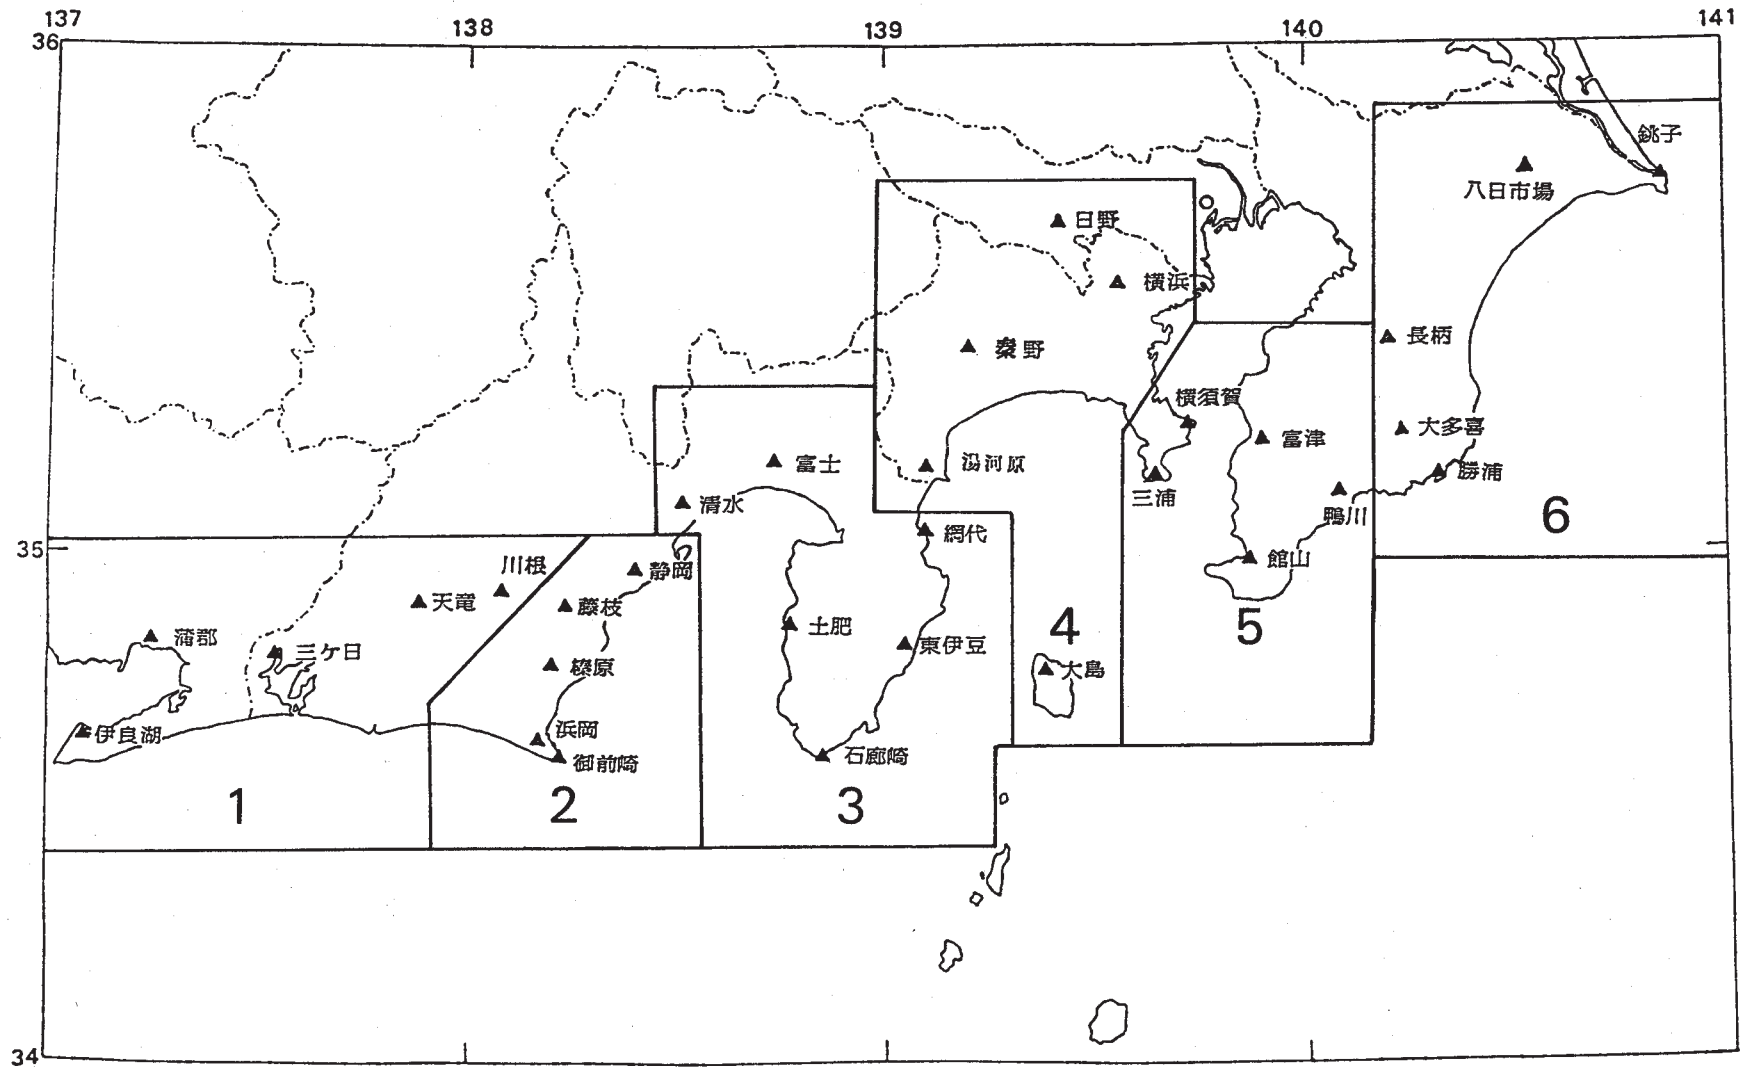 137
138
139
140
141
36
銚子
八日市場
日野
横浜
長柄
秦野
横須賀
大多喜
富津
富士
湯河原
勝浦
三浦
清水
6
鴨川
網代
35
館山
川根
静岡
天竜
藤枝
土肥
4
5
蒲郡
東伊豆
三ケ日
榛原
大島
浜岡
伊良湖
石廊崎
御前崎
1
2
3
34